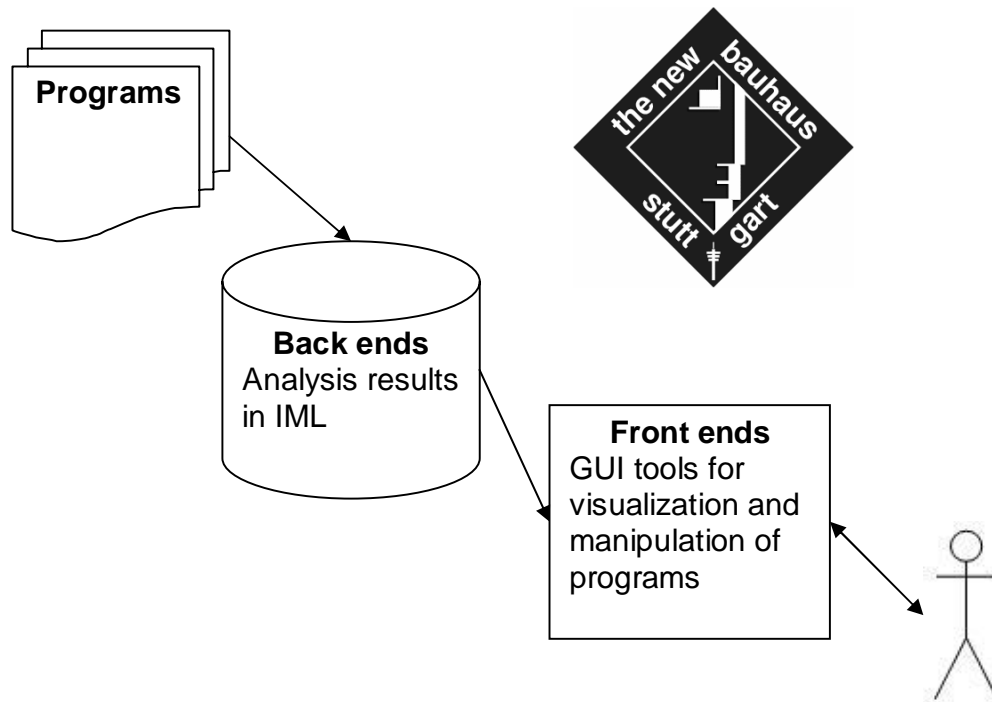 Programs
the new
bauhaus
stutt
gart
Back ends
Analysis results
in IML
Front ends
GUI tools for
visualization and
manipulation of
programs